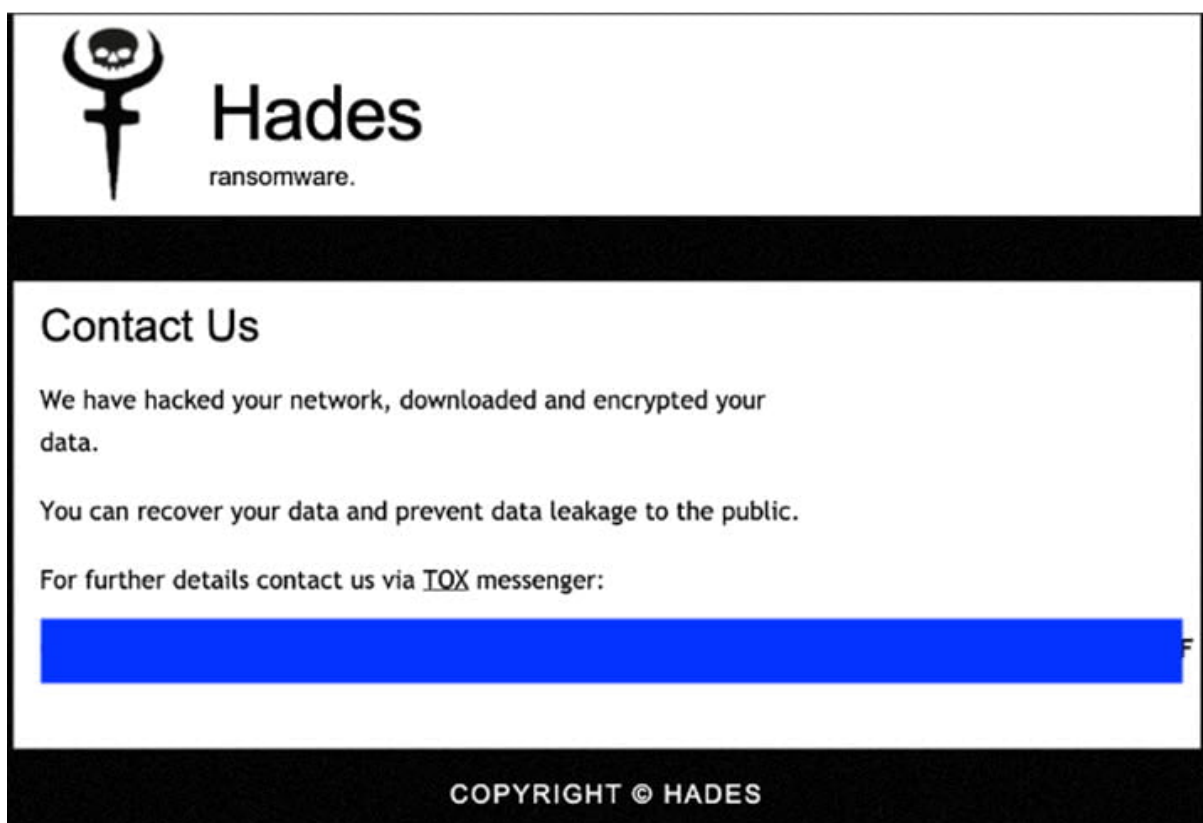 Hades
ransomware.
Contact Us
We have hacked your network, downloaded and encrypted your
data.
You can recover your data and prevent data leakage to the public.
For further details contact us via TOX messenger:
F
COPYRIGHT © HADES